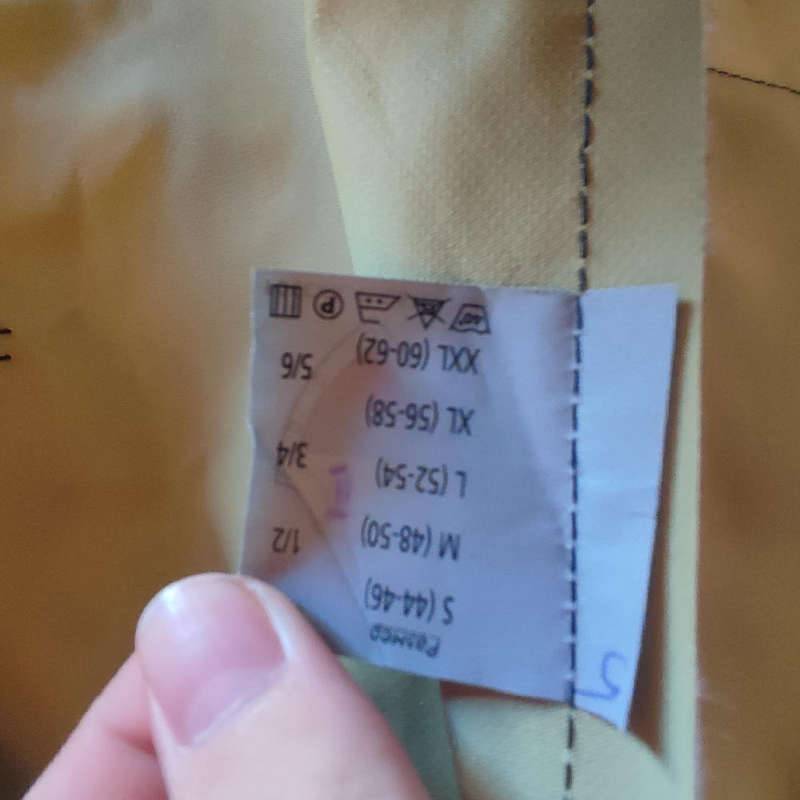 Размер
S (44-46)
M (48-50) 1/2
L (52-54) 3/4
XL (56-58)
XXL (60-62) 5/6
40° P